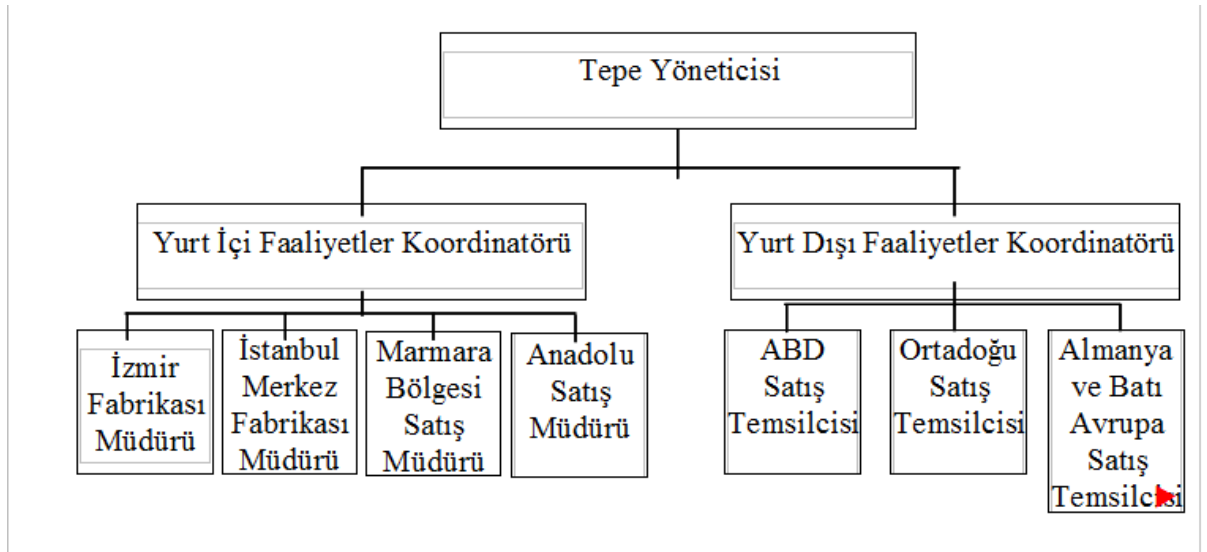 Tepe Yöneticisi
Yurt İçi Faaliyetler Koordinatörü
Yurt Dışı Faaliyetler Koordinatörü
İzmir
Fabrikası
Müdürü
İstanbul
Merkez
Fabrikası
Müdürü
Marmara
Bölgesi
Satış
Müdürü
Anadolu
Satış
Müdürü
ABD
Satış
Temsilcisi
Ortadoğu
Satış
Temsilcisi
Almanya
ve Batı
Avrupa
Satış
Temsilcisi